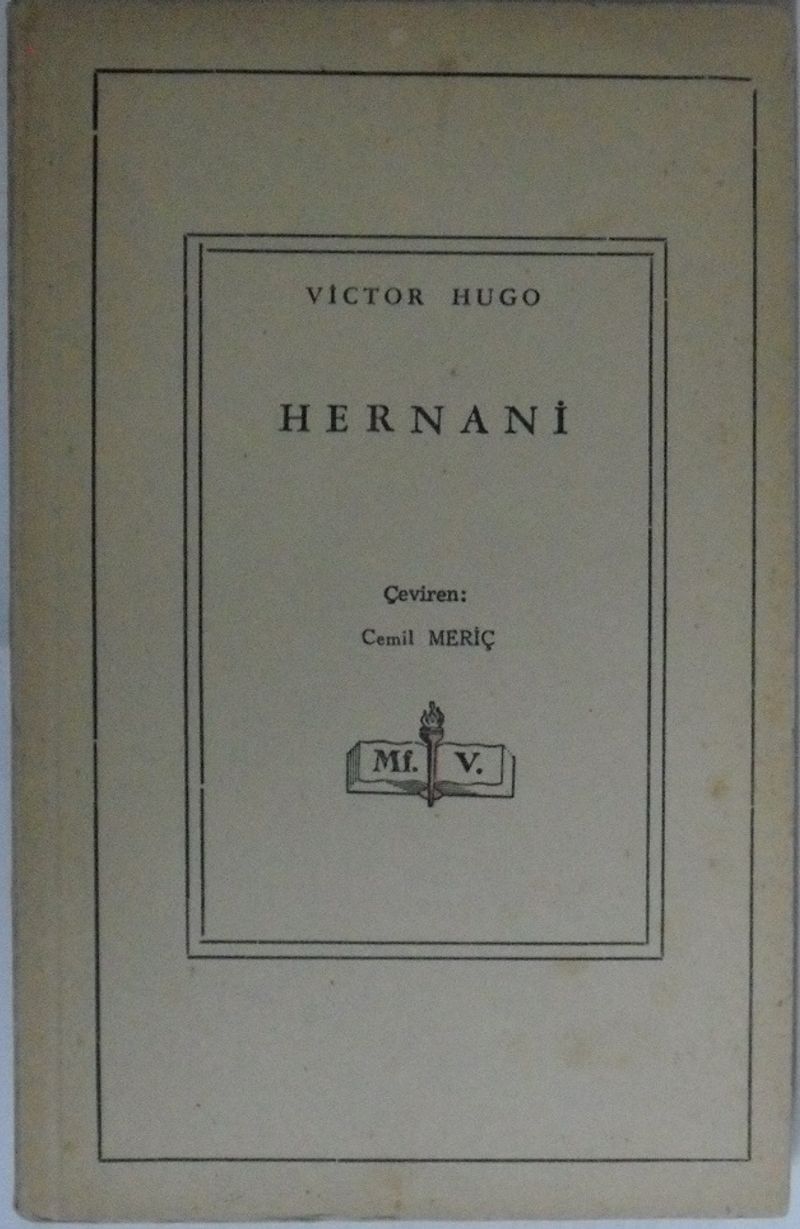 VİCTOR HUGO
HERNANİ
Çeviren:
Cemil MERİÇ
Mf. V.